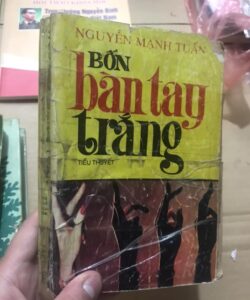 NGUYỄN MẠNH TUẤN
BỐN
bàn tay
trắng
TIỂU THUYẾT